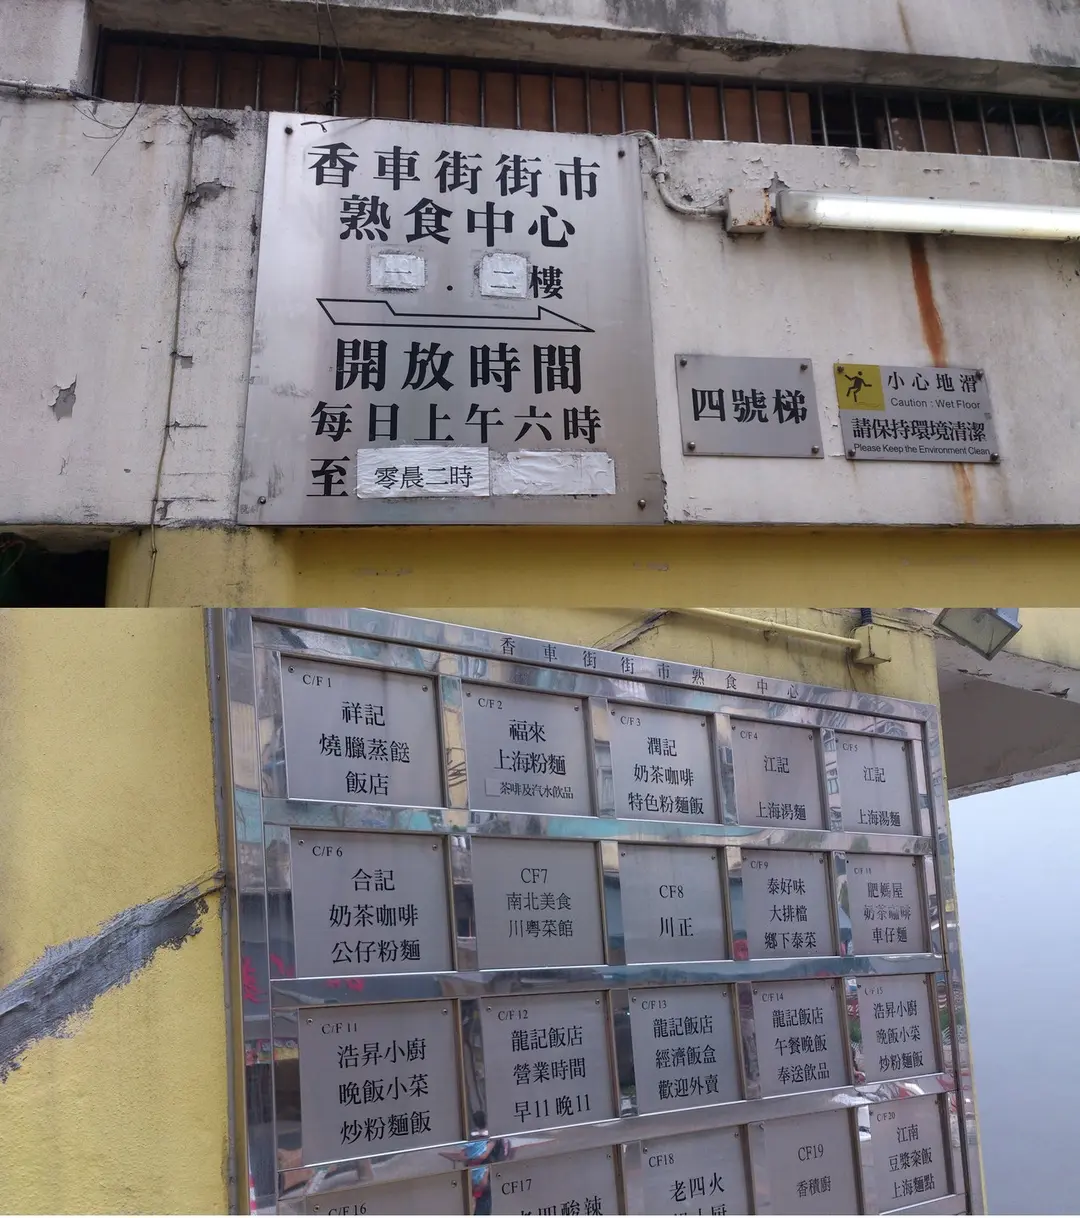 香車街街市
熟食中心
一.二樓
開放時間
每日上午六時
至零晨二時
四號梯
小心地滑
Caution : Wet Floor
請保持環境清潔
Please Keep the Environment Clean
香車街街市熟食中心
C/F 1
祥記
燒臘蒸餸
飯店
C/F 2
福來
上海粉麵
茶啡及汽水飲品
C/F 3
潤記
奶茶咖啡
特色粉麵飯
C/F 4
江記
上海湯麵
C/F 5
江記
上海湯麵
C/F 6
合記
奶茶咖啡
公仔粉麵
CF7
南北美食
川粵菜館
CF8
川正
C/F 9
泰好味
大排檔
鄉下泰菜
C/F 10
肥媽屋
奶茶咖啡
車仔麵
C/F 11
浩昇小廚
晚飯小菜
炒粉麵飯
C/F 12
龍記飯店
營業時間
早11晚11
C/F 13
龍記飯店
經濟飯盒
歡迎外賣
C/F 14
龍記飯店
午餐晚飯
奉送飲品
C/F 15
浩昇小廚
晚飯小菜
炒粉麵飯
C/F 16
CF17
酸辣
CF18
老四火
CF19
香積廚
C/F 20
江南
豆漿粢飯
上海麵點